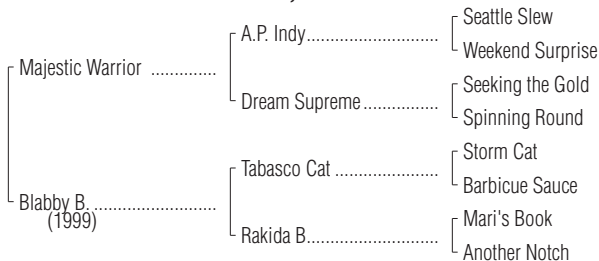 Seattle Slew
A.P. Indy..............................
Weekend Surprise
Majestic Warrior .............
Seeking the Gold
Dream Supreme.................
Spinning Round
Storm Cat
Tabasco Cat .......................
Barbicue Sauce
Blabby B. ..........................
(1999)
Mari's Book
Rakida B.............................
Another Notch